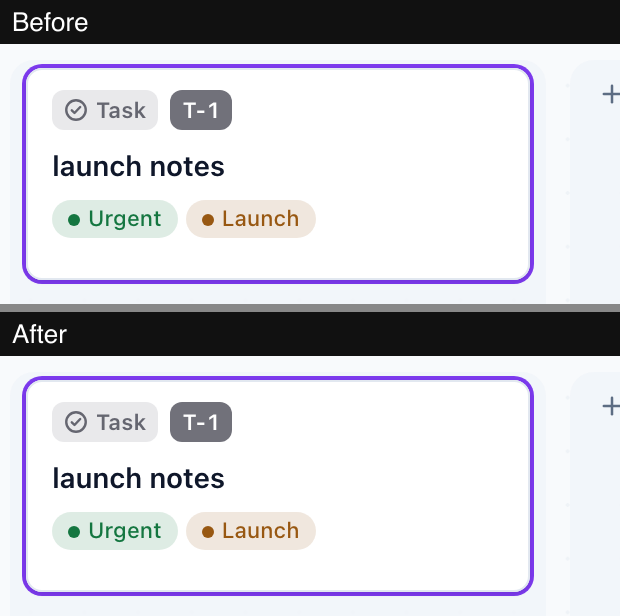 Before
Task T-1
launch notes
Urgent Launch
After
Task T-1
launch notes
Urgent Launch